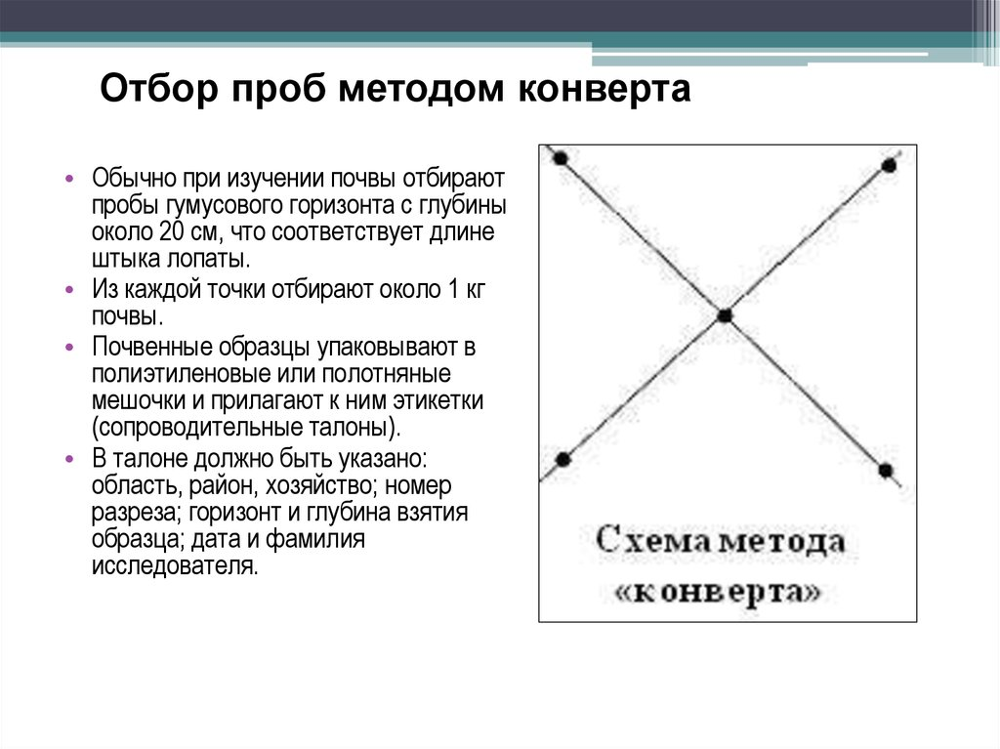 Отбор проб методом конверта
• Обычно при изучении почвы отбирают
пробы гумусового горизонта с глубины
около 20 см, что соответствует длине
штыка лопаты.
• Из каждой точки отбирают около 1 кг
почвы.
• Почвенные образцы упаковывают в
полиэтиленовые или полотняные
мешочки и прилагают к ним этикетки
(сопроводительные талоны).
• В талоне должно быть указано:
область, район, хозяйство; номер
разреза; горизонт и глубина взятия
образца; дата и фамилия
исследователя.
Схема метода
«конверта»